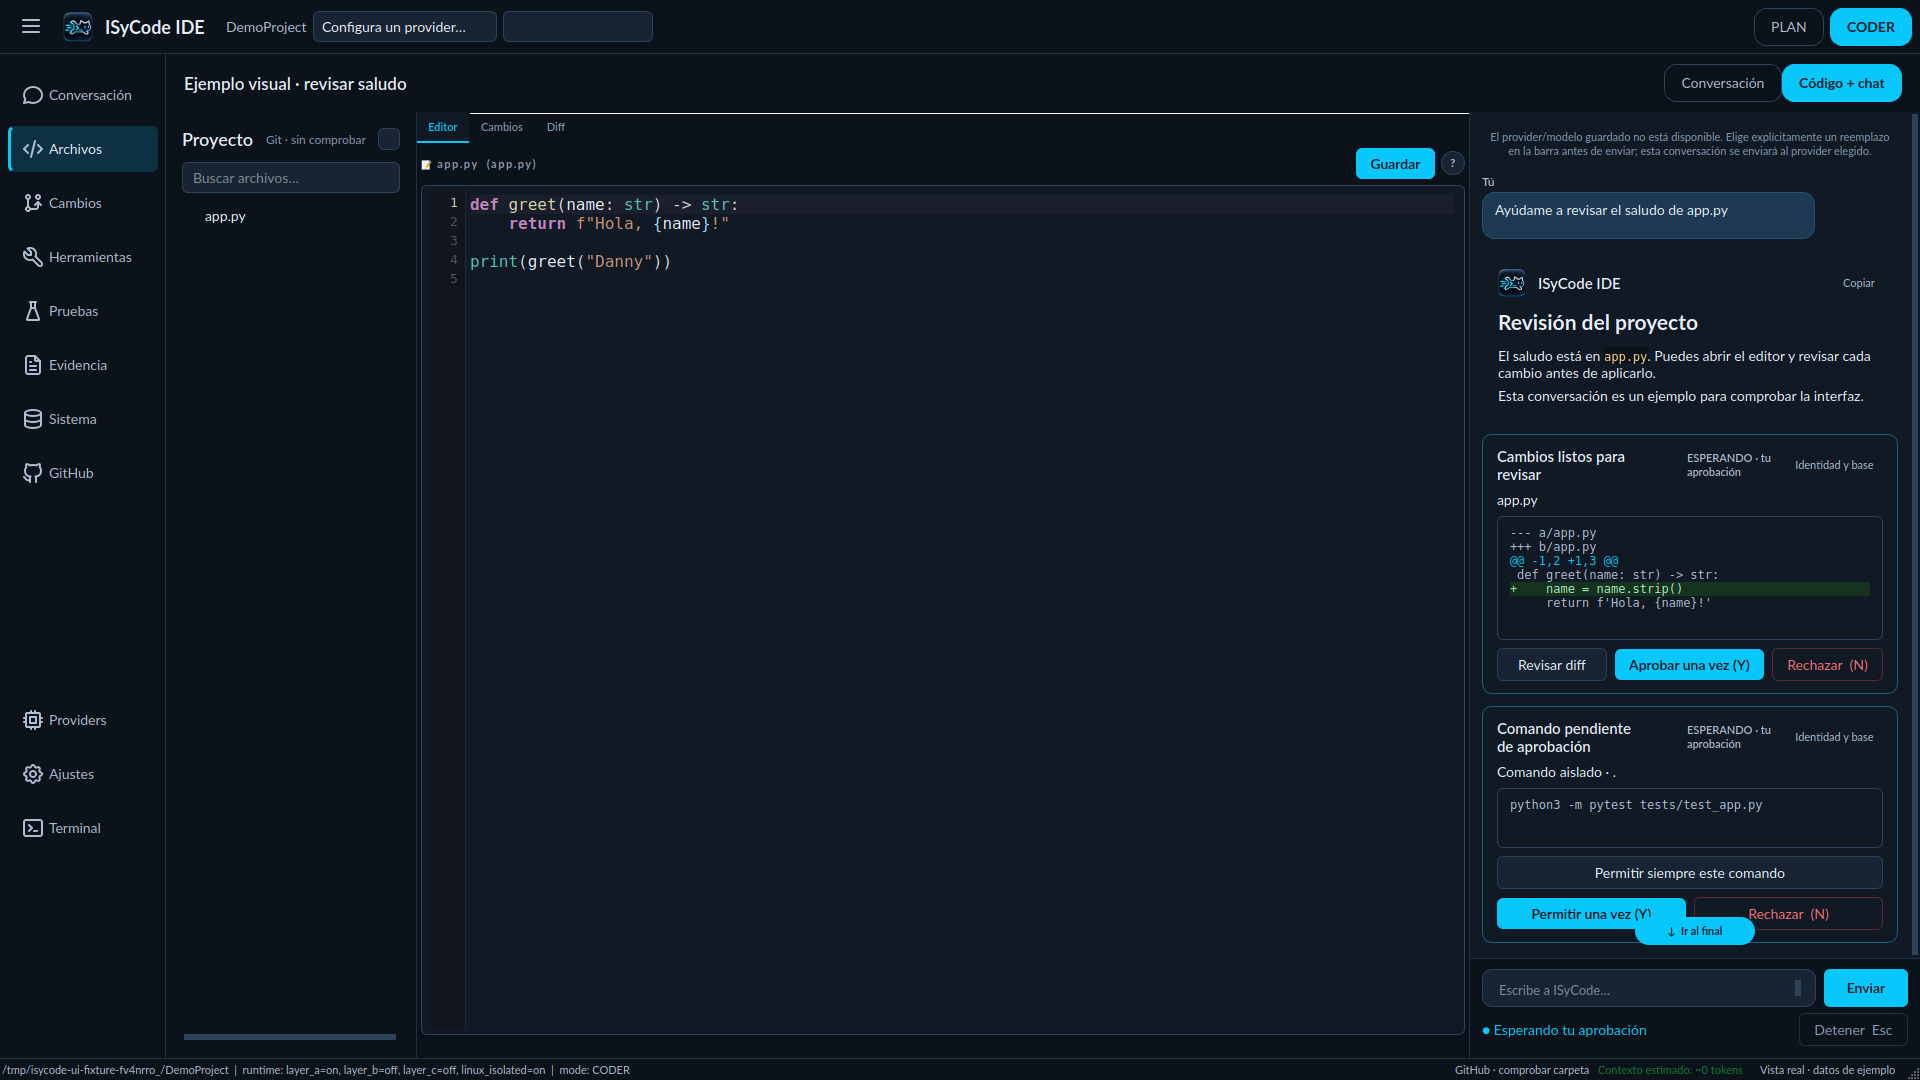 ISyCode IDE DemoProject Configura un provider... PLAN CODER
Conversación
Archivos
Cambios
Herramientas
Pruebas
Evidencia
Sistema
GitHub
Providers
Ajustes
Terminal
Ejemplo visual · revisar saludo Conversación Código + chat
Proyecto Git · sin comprobar
Buscar archivos...
app.py
Editor Cambios Diff
app.py (app.py) Guardar ?
1 def greet(name: str) -> str:
2     return f"Hola, {name}!"
3
4 print(greet("Danny"))
5
El provider/modelo guardado no está disponible. Elige explícitamente un reemplazo
en la barra antes de enviar; esta conversación se enviará al provider elegido.
Tú
Ayúdame a revisar el saludo de app.py
ISyCode IDE Copiar
Revisión del proyecto
El saludo está en app.py. Puedes abrir el editor y revisar cada
cambio antes de aplicarlo.
Esta conversación es un ejemplo para comprobar la interfaz.
Cambios listos para
revisar
ESPERANDO · tu
aprobación
Identidad y base
app.py
--- a/app.py
+++ b/app.py
@@ -1,2 +1,3 @@
 def greet(name: str) -> str:
+    name = name.strip()
     return f'Hola, {name}!'
Revisar diff Aprobar una vez (Y) Rechazar (N)
Comando pendiente
de aprobación
ESPERANDO · tu
aprobación
Identidad y base
Comando aislado · .
python3 -m pytest tests/test_app.py
Permitir siempre este comando
Permitir una vez (Y) Rechazar (N)
↓ Ir al final
Escribe a ISyCode... Enviar
● Esperando tu aprobación Detener Esc
/tmp/isycode-ui-fixture-fv4nrro_/DemoProject | runtime: layer_a=on, layer_b=off, layer_c=off, linux_isolated=on | mode: CODER GitHub · comprobar carpeta Contexto estimado: ~0 tokens Vista real · datos de ejemplo